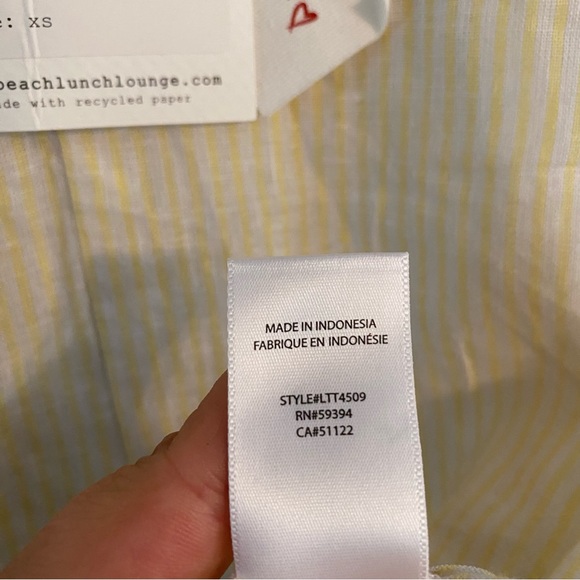 : XS
beachlunchlounge.com
de with recycled paper
MADE IN INDONESIA
FABRIQUE EN INDONÉSIE
STYLE#LTT4509
RN#59394
CA#51122